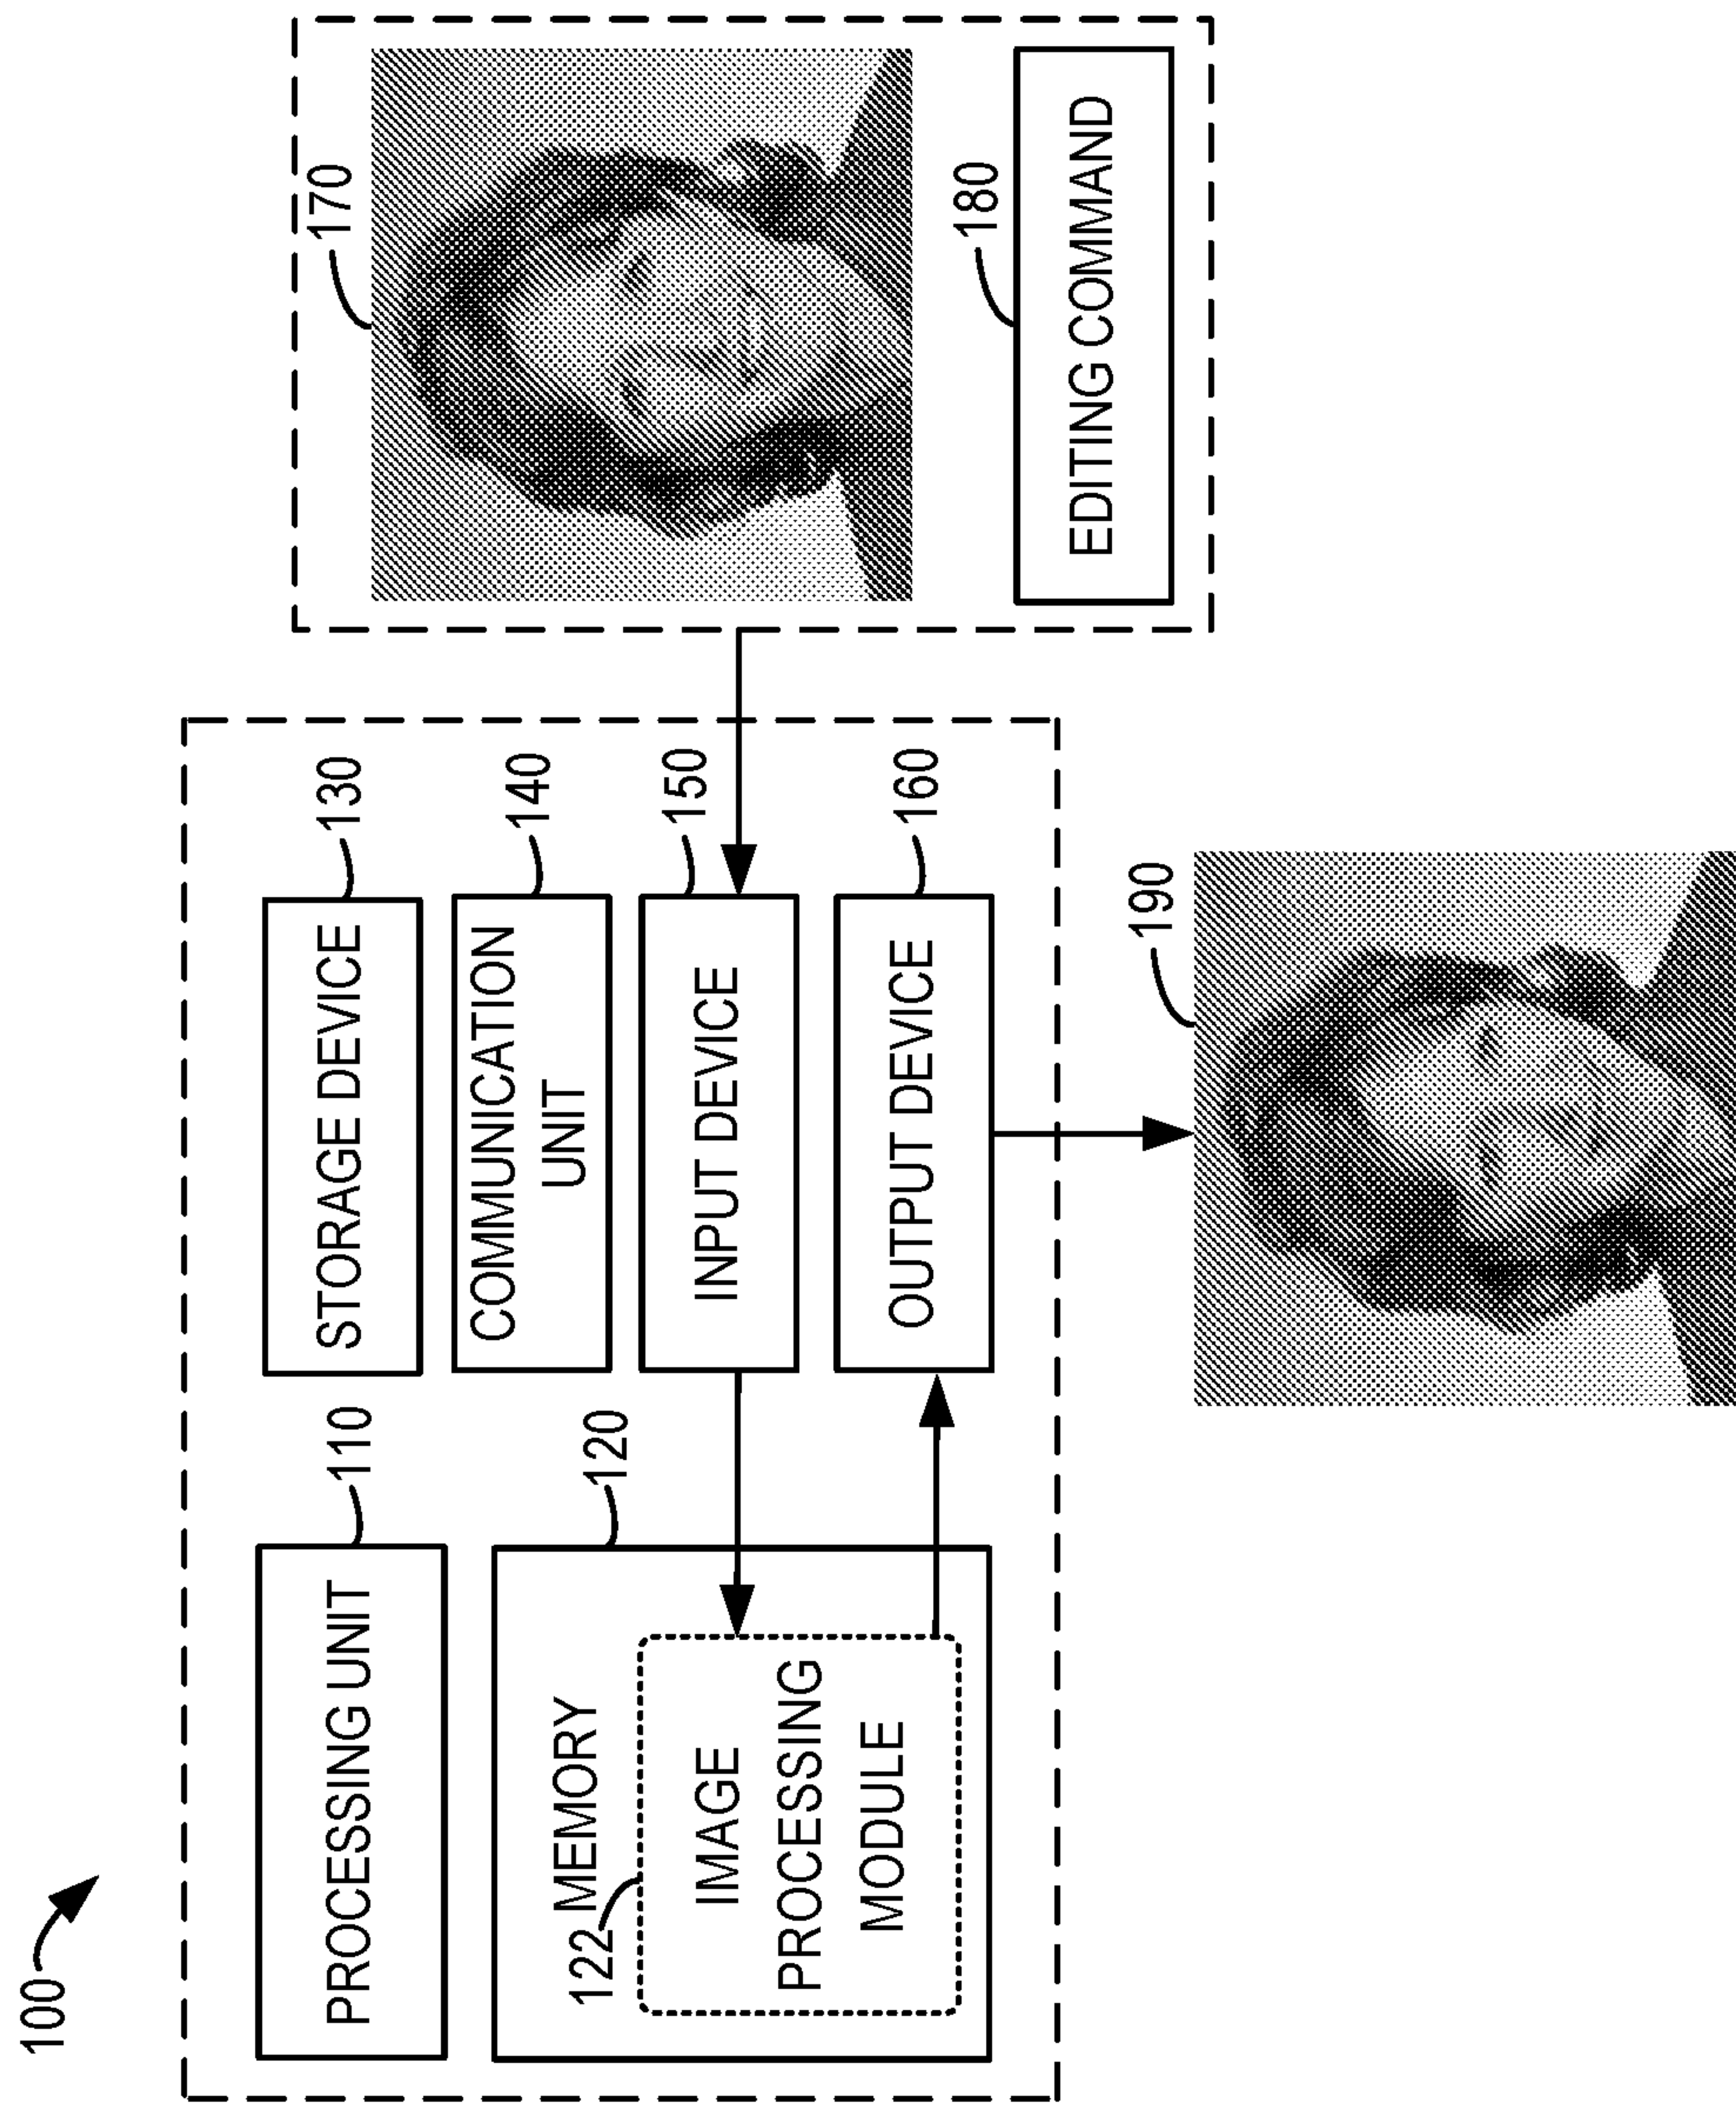 100
PROCESSING UNIT
110
MEMORY
120
122
IMAGE
PROCESSING
MODULE
STORAGE DEVICE
130
COMMUNICATION
UNIT
140
INPUT DEVICE
150
OUTPUT DEVICE
160
170
EDITING COMMAND
180
190